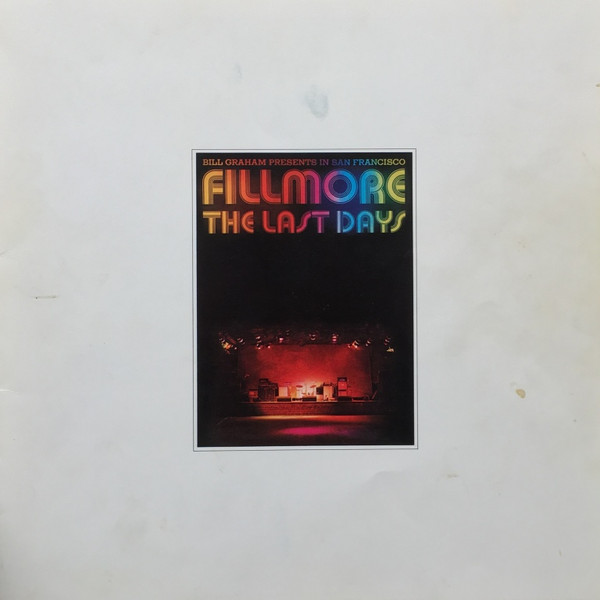 BILL GRAHAM PRESENTS IN SAN FRANCISCO
FILLMORE
THE LAST DAYS